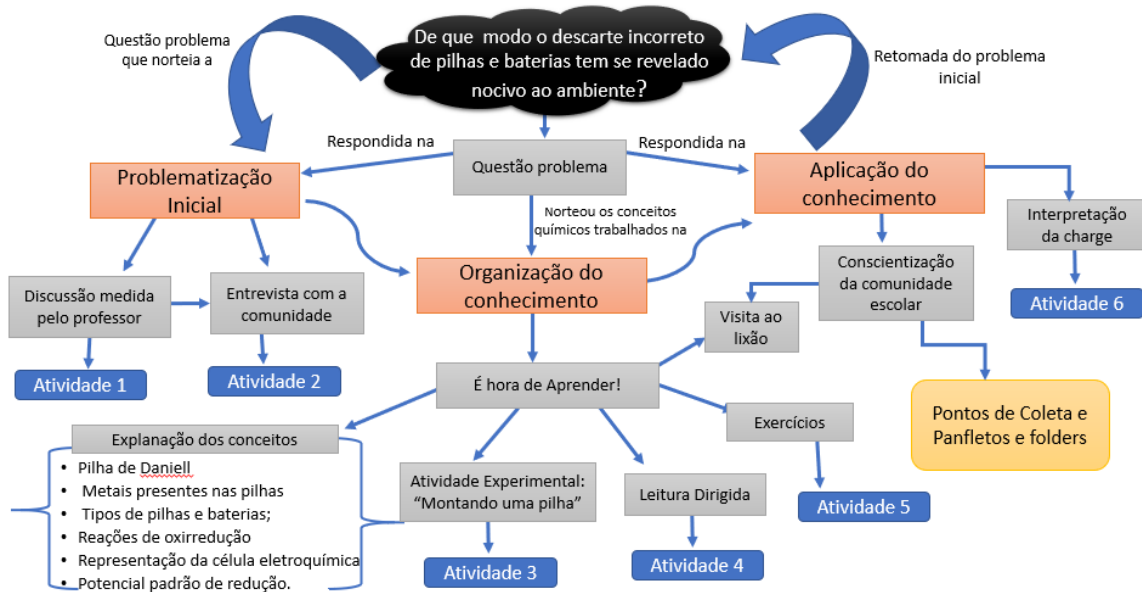 De que modo o descarte incorreto
de pilhas e baterias tem se revelado
nocivo ao ambiente?
Questão problema
que norteia a
Retomada do problema
inicial
Respondida na
Respondida na
Questão problema
Problematização
Inicial
Aplicação do
conhecimento
Norteou os conceitos
químicos trabalhados na
Interpretação
da charge
Organização do
conhecimento
Conscientização
da comunidade
escolar
Discussão medida
pelo professor
Entrevista com a
comunidade
Atividade 6
Visita ao
lixão
Atividade 1
Atividade 2
É hora de Aprender!
Pontos de Coleta e
Panfletos e folders
Exercícios
Explanação dos conceitos
• Pilha de Daniell
• Metais presentes nas pilhas
• Tipos de pilhas e baterias;
• Reações de oxirredução
• Representação da célula eletroquímica
• Potencial padrão de redução.
Atividade Experimental:
“Montando uma pilha”
Leitura Dirigida
Atividade 5
Atividade 3
Atividade 4